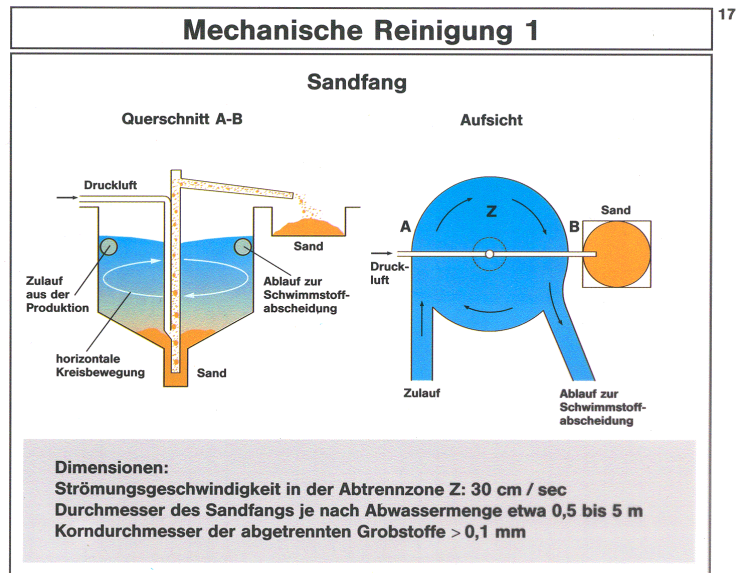 17
Mechanische Reinigung 1
Sandfang
Querschnitt A-B
Aufsicht
Druckluft
Sand
Zulauf
aus der
Produktion
Ablauf zur
Schwimmstoff-
abscheidung
horizontale
Kreisbewegung
Sand
A
Z
B
Sand
Druck-
luft
Zulauf
Ablauf zur
Schwimmstoff-
abscheidung
Dimensionen:
Strömungsgeschwindigkeit in der Abtrennzone Z: 30 cm / sec
Durchmesser des Sandfangs je nach Abwassermenge etwa 0,5 bis 5 m
Korndurchmesser der abgetrennten Grobstoffe > 0,1 mm